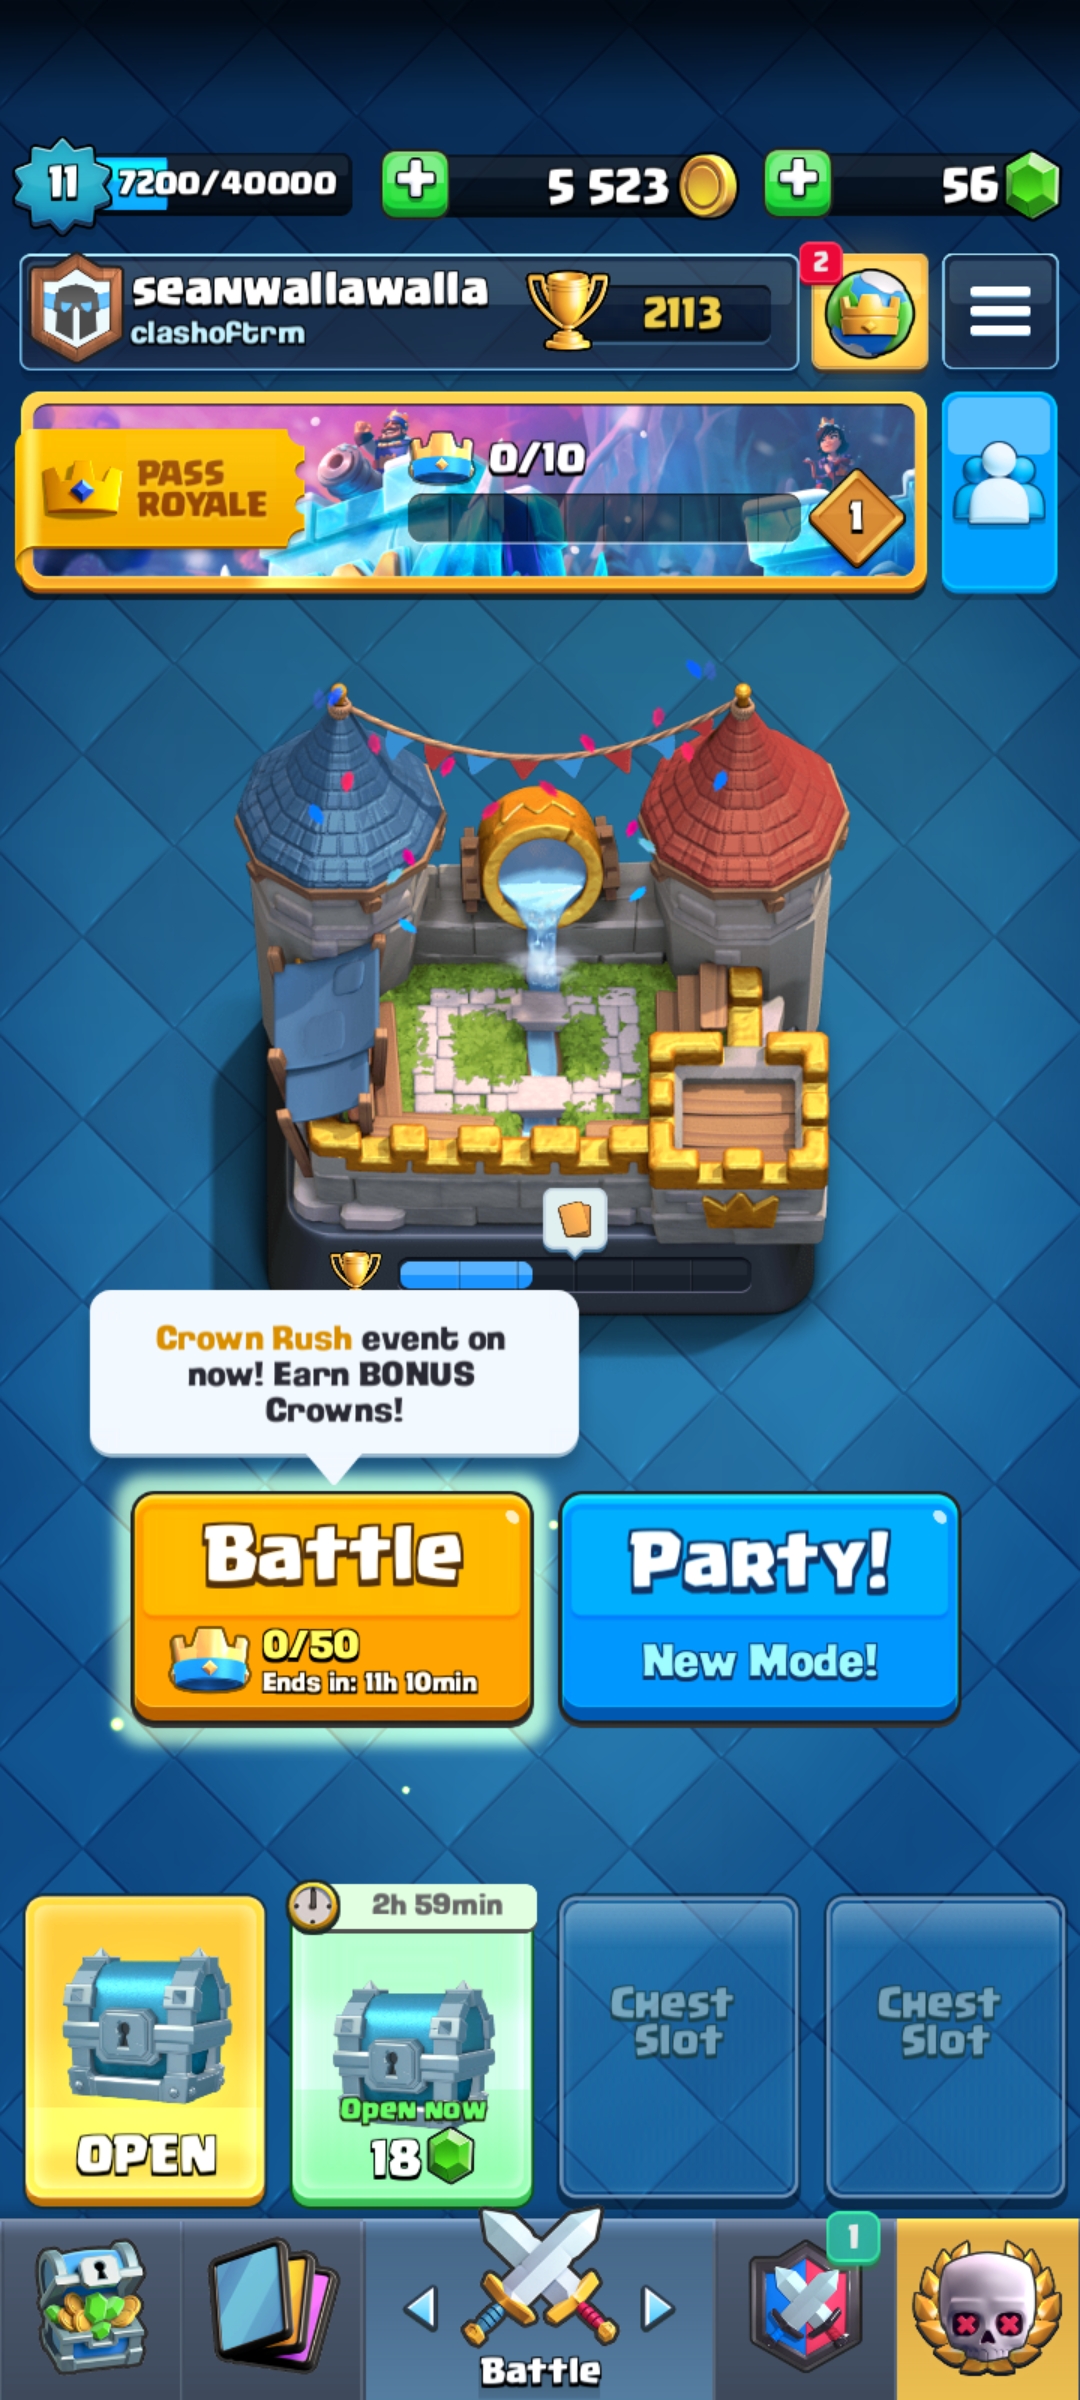 11
7200/40000
5 523
56
seanwallawalla
clashoftrm
2113
2
PASS
ROYALE
0/10
1
Crown Rush event on
now! Earn BONUS
Crowns!
Battle
0/50
Ends in: 11h 10min
Party!
New Mode!
OPEN
2h 59min
Open now
18
Chest
Slot
Chest
Slot
Battle
1